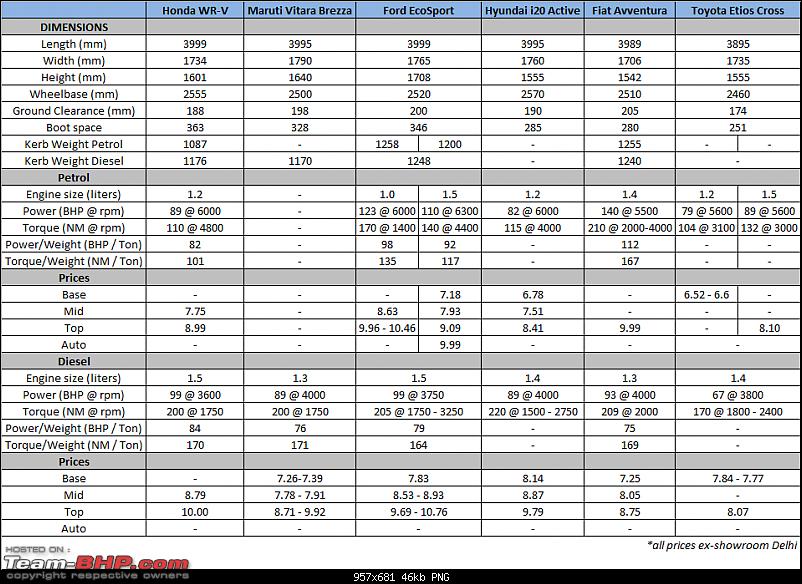 Honda WR-V Maruti Vitara Brezza Ford EcoSport Hyundai i20 Active Fiat Avventura Toyota Etios Cross
DIMENSIONS
Length (mm) 3999 3995 3999 3995 3989 3895
Width (mm) 1734 1790 1765 1760 1706 1735
Height (mm) 1601 1640 1708 1555 1542 1555
Wheelbase (mm) 2555 2500 2520 2570 2510 2460
Ground Clearance (mm) 188 198 200 190 205 174
Boot space 363 328 346 285 280 251
Kerb Weight Petrol 1087 - 1258 1200 - 1255 - -
Kerb Weight Diesel 1176 1170 1248 - 1240 -
Petrol
Engine size (liters) 1.2 - 1.0 1.5 1.2 1.4 1.2 1.5
Power (BHP @ rpm) 89 @ 6000 - 123 @ 6000 110 @ 6300 82 @ 6000 140 @ 5500 79 @ 5600 89 @ 5600
Torque (NM @ rpm) 110 @ 4800 - 170 @ 1400 140 @ 4400 115 @ 4000 210 @ 2000-4000 104 @ 3100 132 @ 3000
Power/Weight (BHP / Ton) 82 - 98 92 - 112 - -
Torque/Weight (NM / Ton) 101 - 135 117 - 167 - -
Prices
Base - - - 7.18 6.78 - 6.52 - 6.6 -
Mid 7.75 - 8.63 7.93 7.51 - - -
Top 8.99 - 9.96 - 10.46 9.09 8.41 9.99 - 8.10
Auto - - - 9.99 - - -
Diesel
Engine size (liters) 1.5 1.3 1.5 1.4 1.3 1.4
Power (BHP @ rpm) 99 @ 3600 89 @ 4000 99 @ 3750 89 @ 4000 93 @ 4000 67 @ 3800
Torque (NM @ rpm) 200 @ 1750 200 @ 1750 205 @ 1750 - 3250 220 @ 1500 - 2750 209 @ 2000 170 @ 1800 - 2400
Power/Weight (BHP / Ton) 84 76 79 - 75 -
Torque/Weight (NM / Ton) 170 171 164 - 169 -
Prices
Base - 7.26-7.39 7.83 8.14 7.25 7.84 - 7.77
Mid 8.79 7.78 - 7.91 8.53 - 8.93 8.87 8.05 -
Top 10.00 8.71 - 9.92 9.69 - 10.76 9.79 8.75 8.07
Auto - - - - - -
*all prices ex-showroom Delhi
HOSTED ON :
Team-BHP.com
copyright respective owners
957x681 46kb PNG